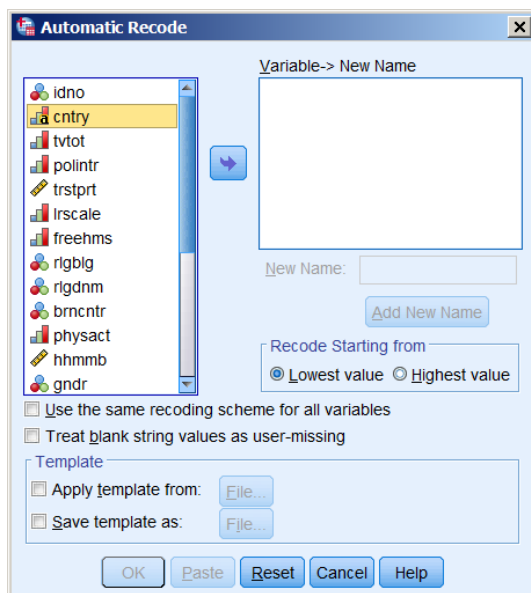 Automatic Recode
Variable-> New Name
idno
cntry
tvtot
polintr
trstprt
lrscale
freehms
rlgblg
rlgdnm
brncntr
physact
hhmmb
gndr
New Name:
Add New Name
Recode Starting from
Lowest value Highest value
Use the same recoding scheme for all variables
Treat blank string values as user-missing
Template
Apply template from: File...
Save template as: File...
OK Paste Reset Cancel Help